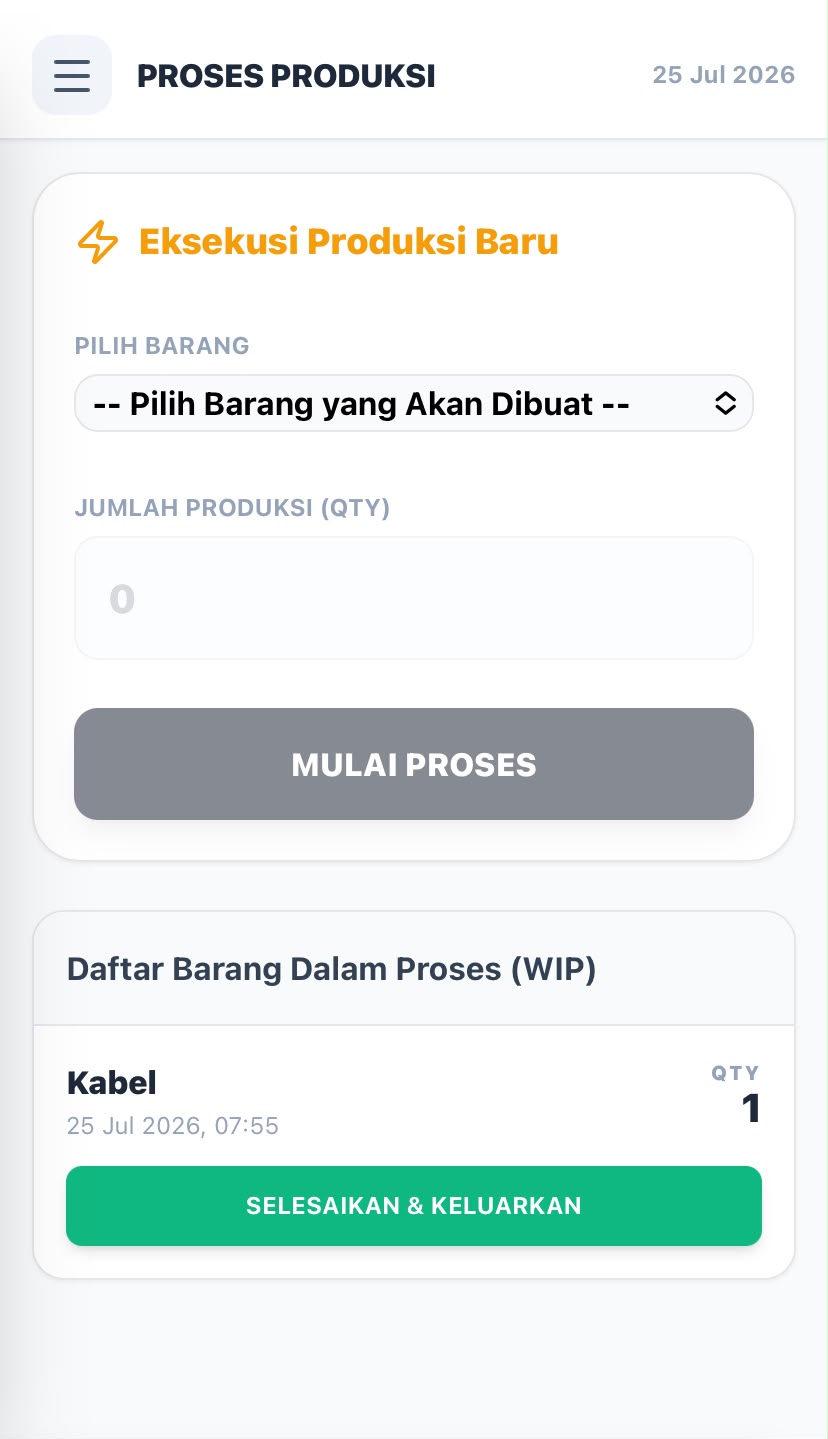 PROSES PRODUKSI
25 Jul 2026
Eksekusi Produksi Baru
PILIH BARANG
-- Pilih Barang yang Akan Dibuat --
JUMLAH PRODUKSI (QTY)
0
MULAI PROSES
Daftar Barang Dalam Proses (WIP)
Kabel
QTY
25 Jul 2026, 07:55
1
SELESAIKAN & KELUARKAN